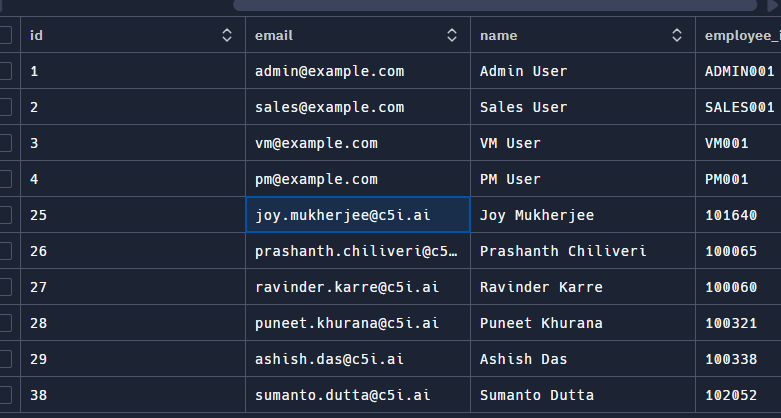 id email name employee_i
1 admin@example.com Admin User ADMIN001
2 sales@example.com Sales User SALES001
3 vm@example.com VM User VM001
4 pm@example.com PM User PM001
25 joy.mukherjee@c5i.ai Joy Mukherjee 101640
26 prashanth.chiliveri@c5… Prashanth Chiliveri 100065
27 ravinder.karre@c5i.ai Ravinder Karre 100060
28 puneet.khurana@c5i.ai Puneet Khurana 100321
29 ashish.das@c5i.ai Ashish Das 100338
38 sumanto.dutta@c5i.ai Sumanto Dutta 102052